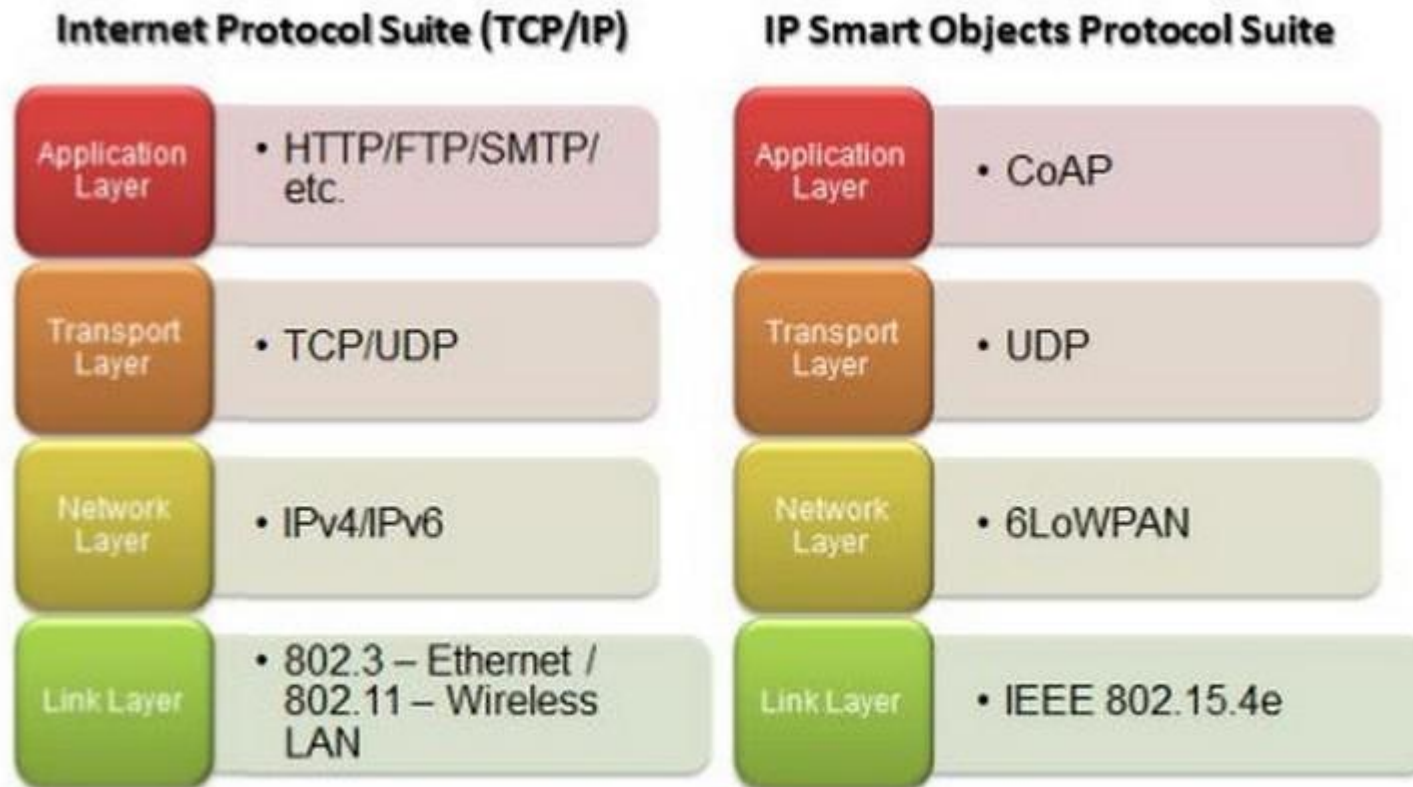 Internet Protocol Suite (TCP/IP)
Application
Layer
• HTTP/FTP/SMTP/
etc.
Transport
Layer
• TCP/UDP
Network
Layer
• IPv4/IPv6
Link Layer
• 802.3 – Ethernet /
802.11 – Wireless
LAN
IP Smart Objects Protocol Suite
Application
Layer
• CoAP
Transport
Layer
• UDP
Network
Layer
• 6LoWPAN
Link Layer
• IEEE 802.15.4e